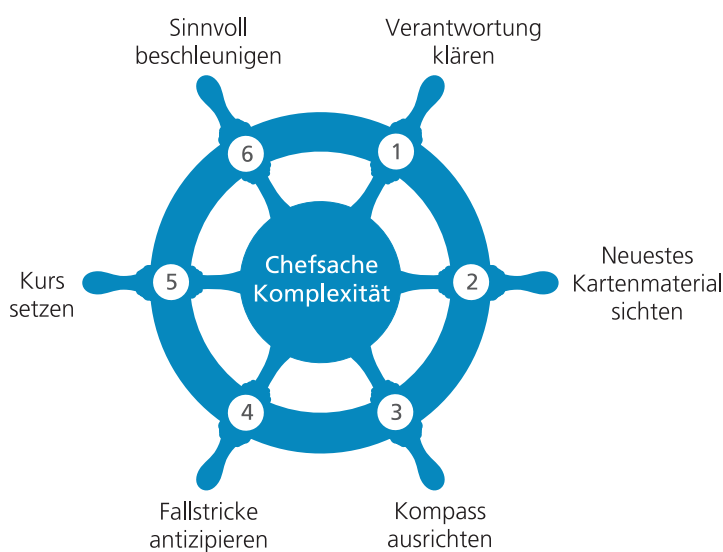 Sinnvoll
beschleunigen
Verantwortung
klären
6
1
Chefsache
Komplexität
5
2
Kurs
setzen
Neuestes
Kartenmaterial
sichten
4
3
Fallstricke
antizipieren
Kompass
ausrichten